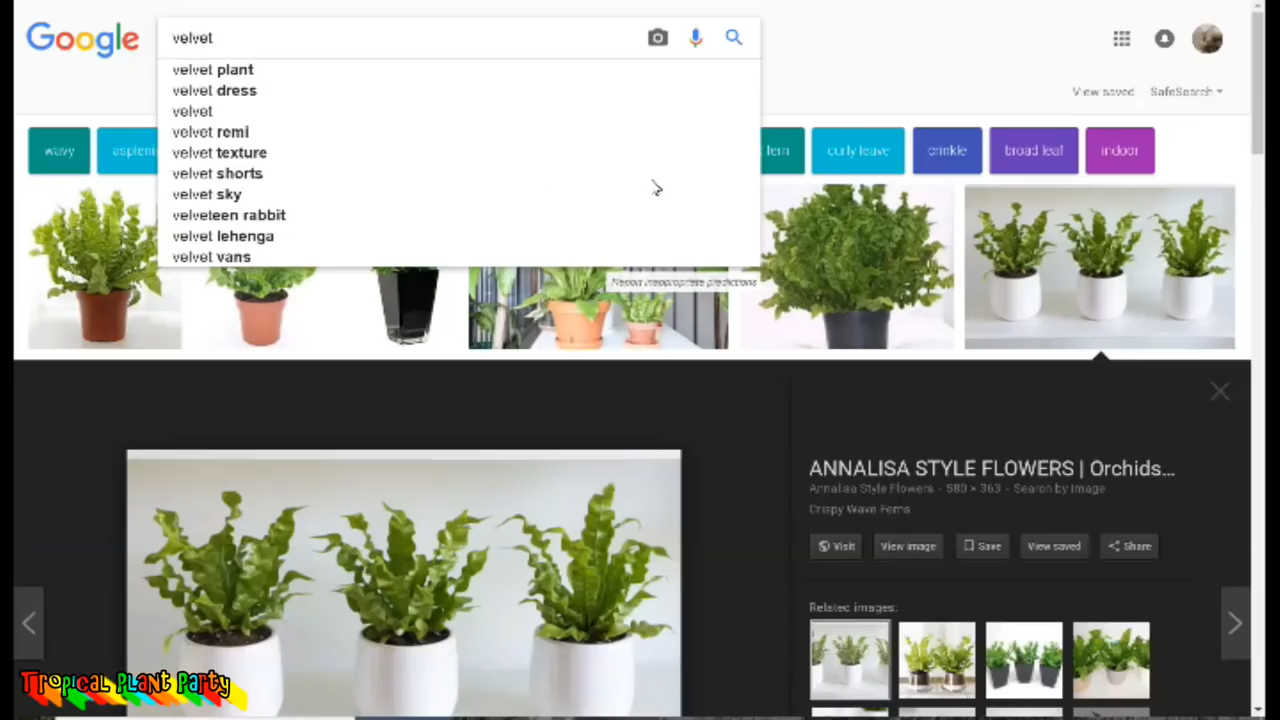 Google
velvet
velvet plant
velvet dress
velvet
velvet remi
velvet texture
velvet shorts
velvet sky
velveteen rabbit
velvet lehenga
velvet vans
Report inappropriate predictions
View saved
SafeSearch
wavy
fern
curly leave
crinkle
broad leaf
indoor
ANNALISA STYLE FLOWERS | Orchids...
Annalisa Style Flowers - 580 × 363 - Search by image
Crispy Wave Ferns
Visit
View image
Save
View saved
Share
Related images:
Tropical Plant Party